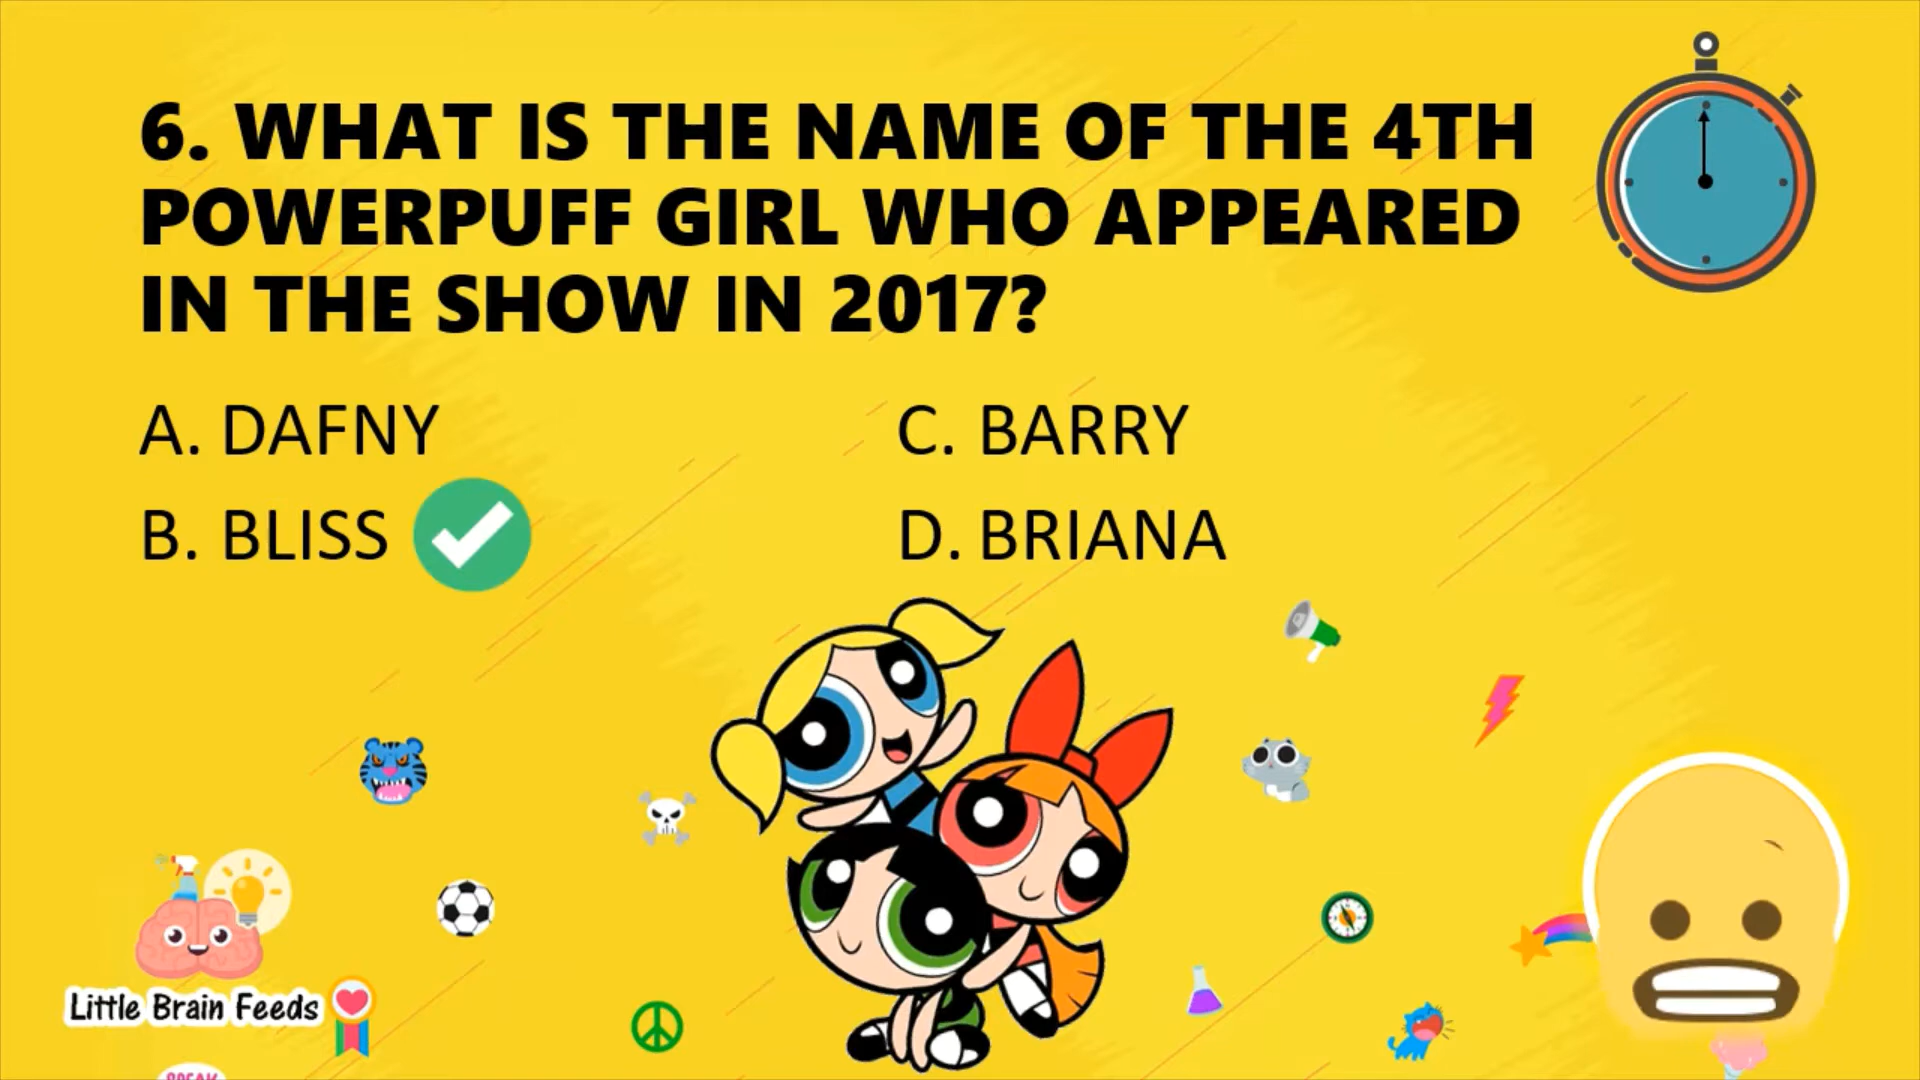 6. WHAT IS THE NAME OF THE 4TH
POWERPUFF GIRL WHO APPEARED
IN THE SHOW IN 2017?
A. DAFNY
B. BLISS
C. BARRY
D. BRIANA
Little Brain Feeds
BREAK